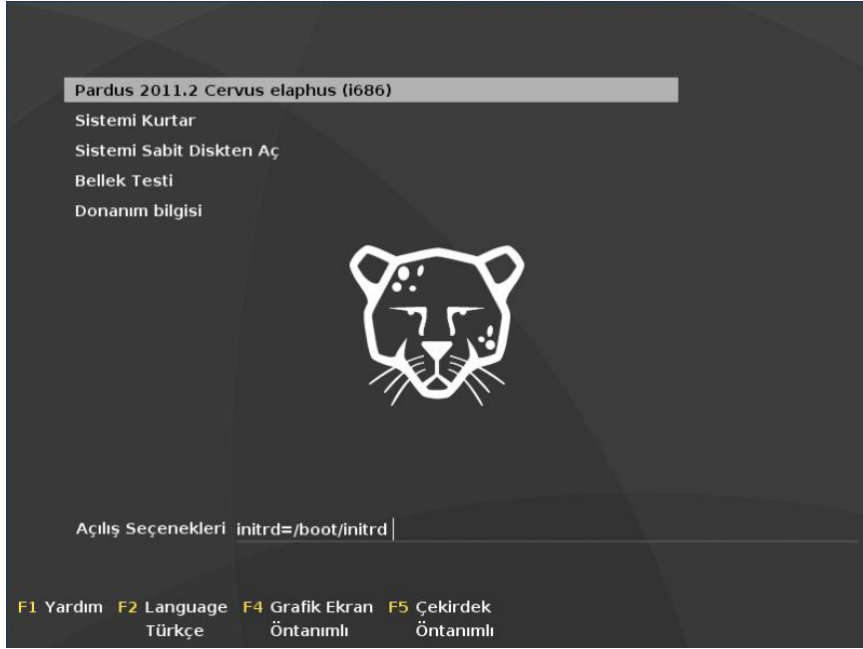 Pardus 2011.2 Cervus elaphus (i686)
Sistemi Kurtar
Sistemi Sabit Diskten Aç
Bellek Testi
Donanım bilgisi
Açılış Seçenekleri initrd=/boot/initrd
F1 Yardım F2 Language F4 Grafik Ekran F5 Çekirdek
Türkçe Öntanımlı Öntanımlı